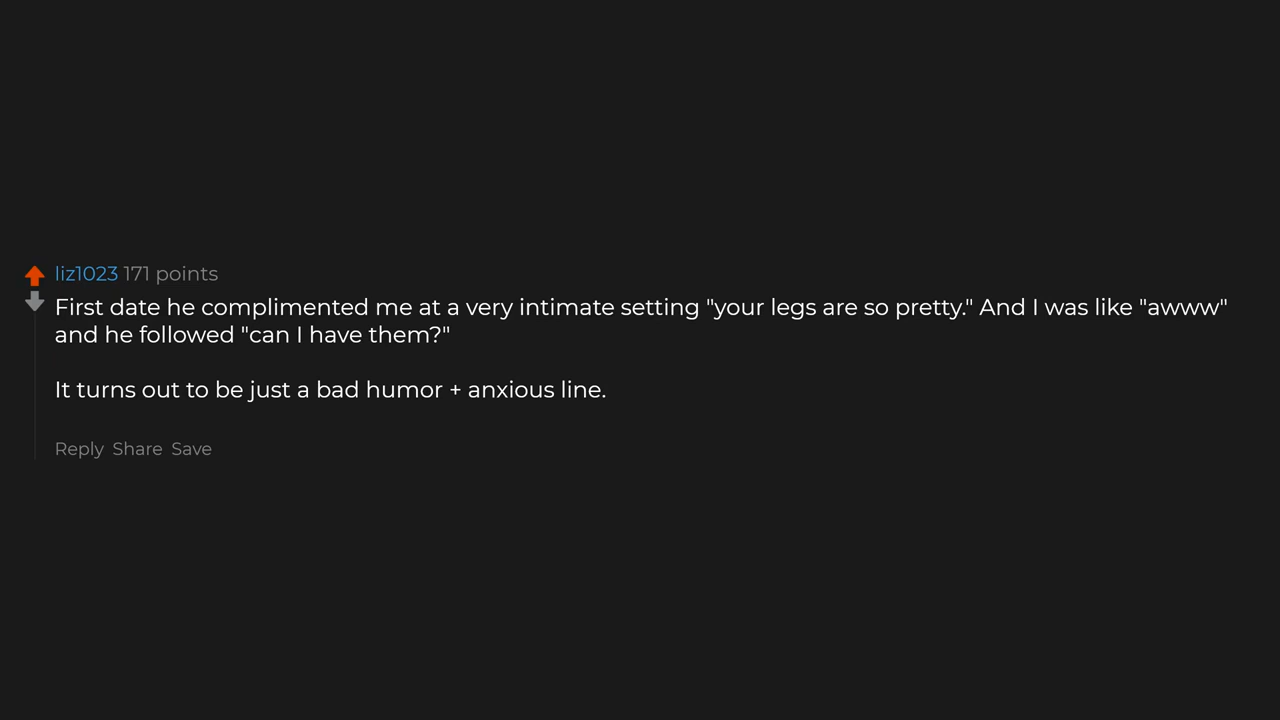 liz1023 171 points
First date he complimented me at a very intimate setting "your legs are so pretty." And I was like "awww"
and he followed "can I have them?"
It turns out to be just a bad humor + anxious line.
Reply Share Save